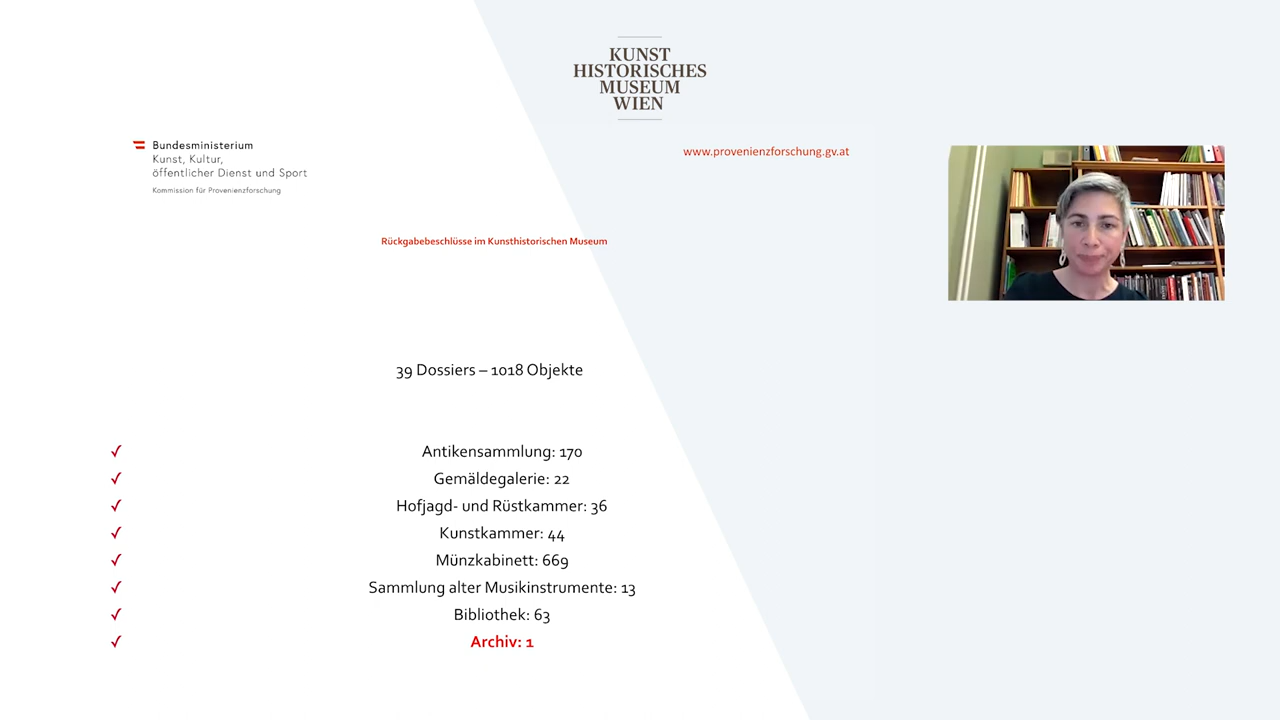 KUNST
HISTORISCHES
MUSEUM
WIEN
Bundesministerium
Kunst, Kultur,
öffentlicher Dienst und Sport
Kommission für Provenienzforschung
www.provenienzforschung.gv.at
Rückgabebeschlüsse im Kunsthistorischen Museum
39 Dossiers – 1018 Objekte
✓ Antikensammlung: 170
✓ Gemäldegalerie: 22
✓ Hofjagd- und Rüstkammer: 36
✓ Kunstkammer: 44
✓ Münzkabinett: 669
✓ Sammlung alter Musikinstrumente: 13
✓ Bibliothek: 63
✓ Archiv: 1